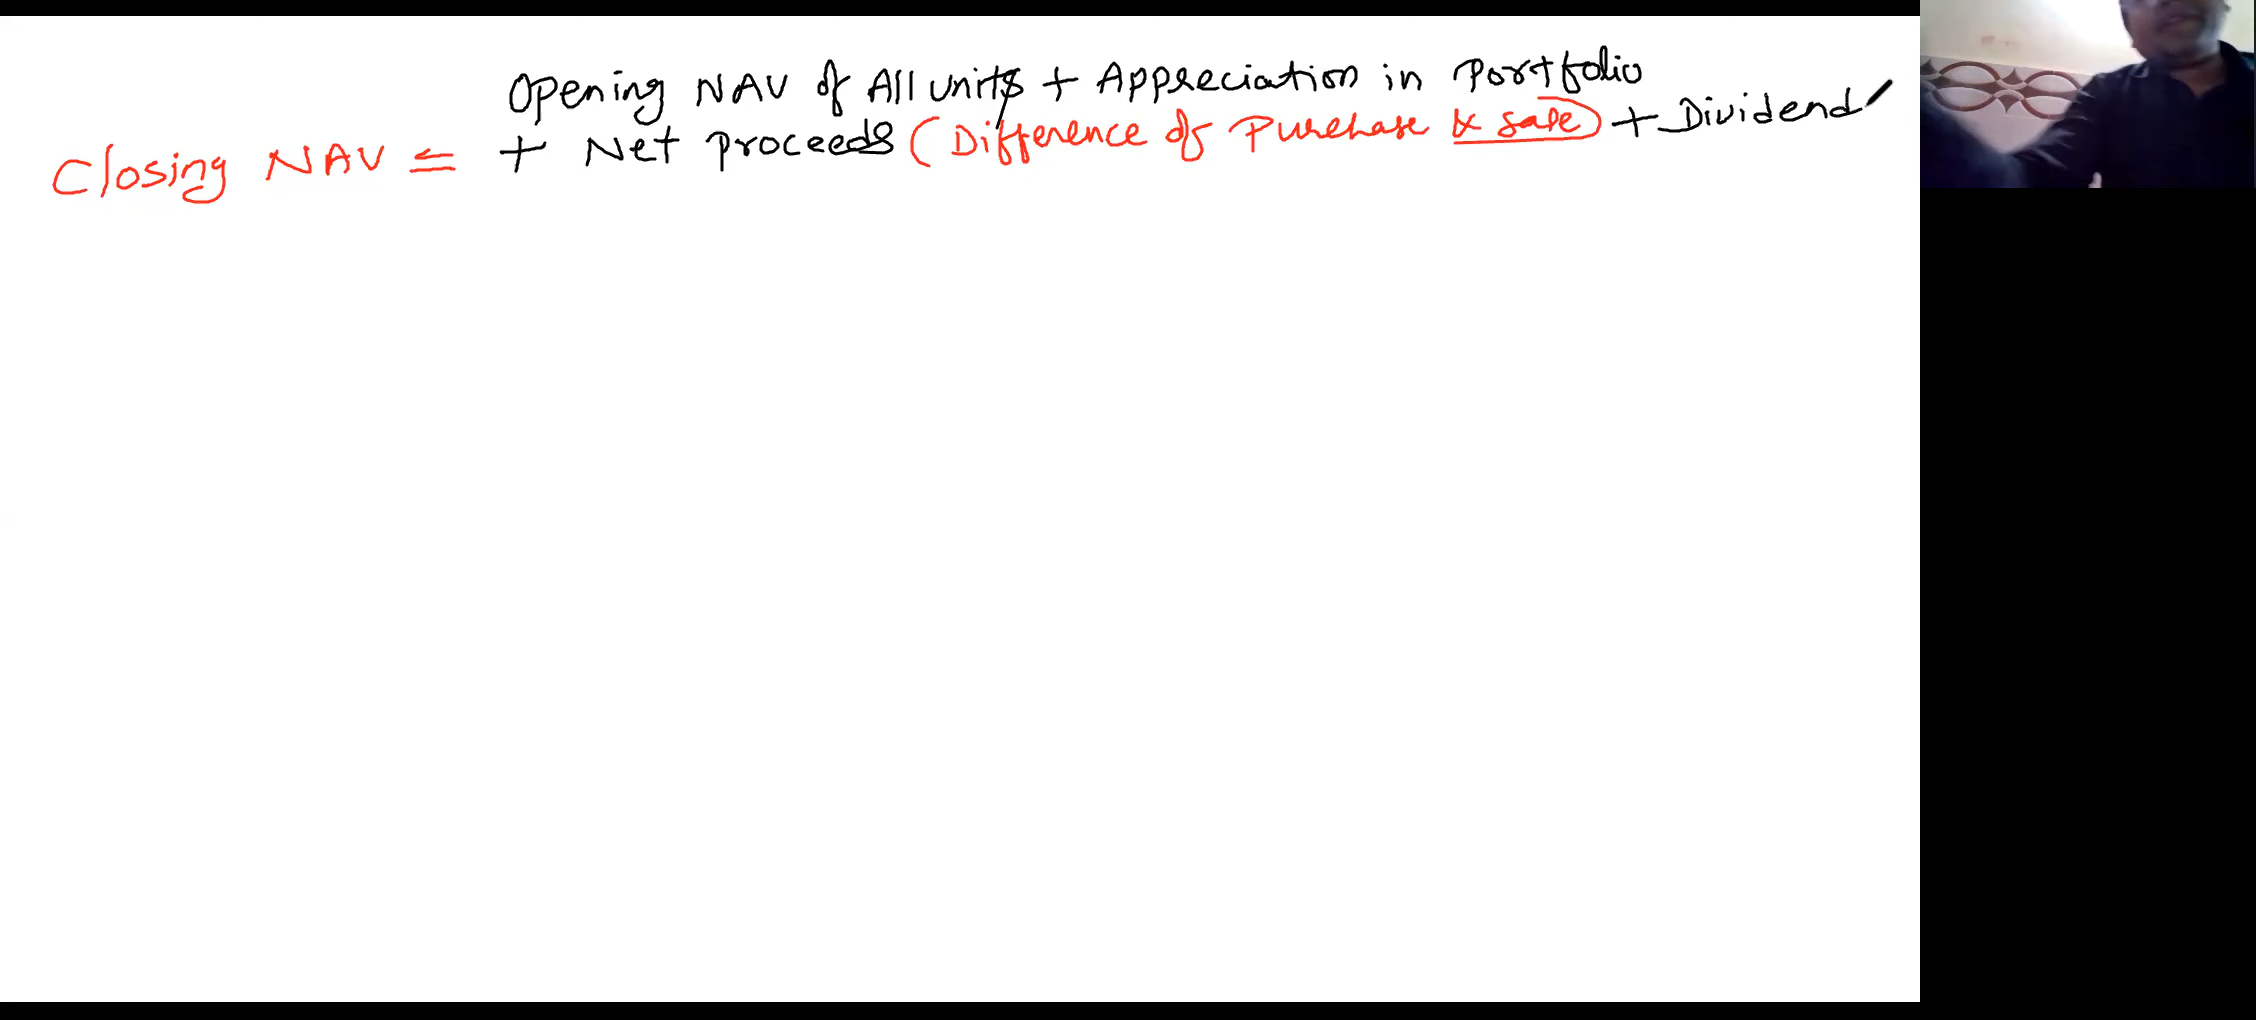 Opening NAV of All units + Appreciation in Portfolio
Closing NAV = + Net proceeds (Difference of Purchase & sale) + Dividend